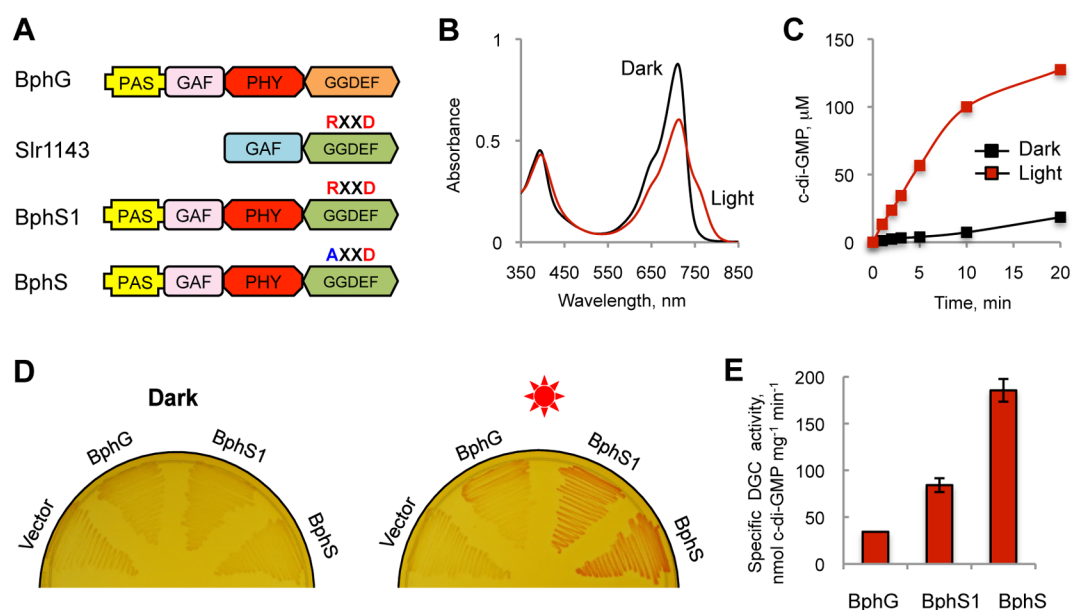 A
BphG
PAS GAF PHY GGDEF
RXXD
Slr1143
GAF GGDEF
RXXD
BphS1
PAS GAF PHY GGDEF
AXXD
BphS
PAS GAF PHY GGDEF
B
1
0.5
0
Absorbance
Dark
Light
350 450 550 650 750 850
Wavelength, nm
C
150
100
50
0
c-di-GMP, μM
Dark
Light
0 5 10 15 20
Time, min
D
Dark
Vector
BphG
BphS1
BphS
Vector
BphG
BphS1
BphS
E
200
150
100
50
0
Specific DGC activity,
nmol c-di-GMP mg-1 min-1
BphG BphS1 BphS